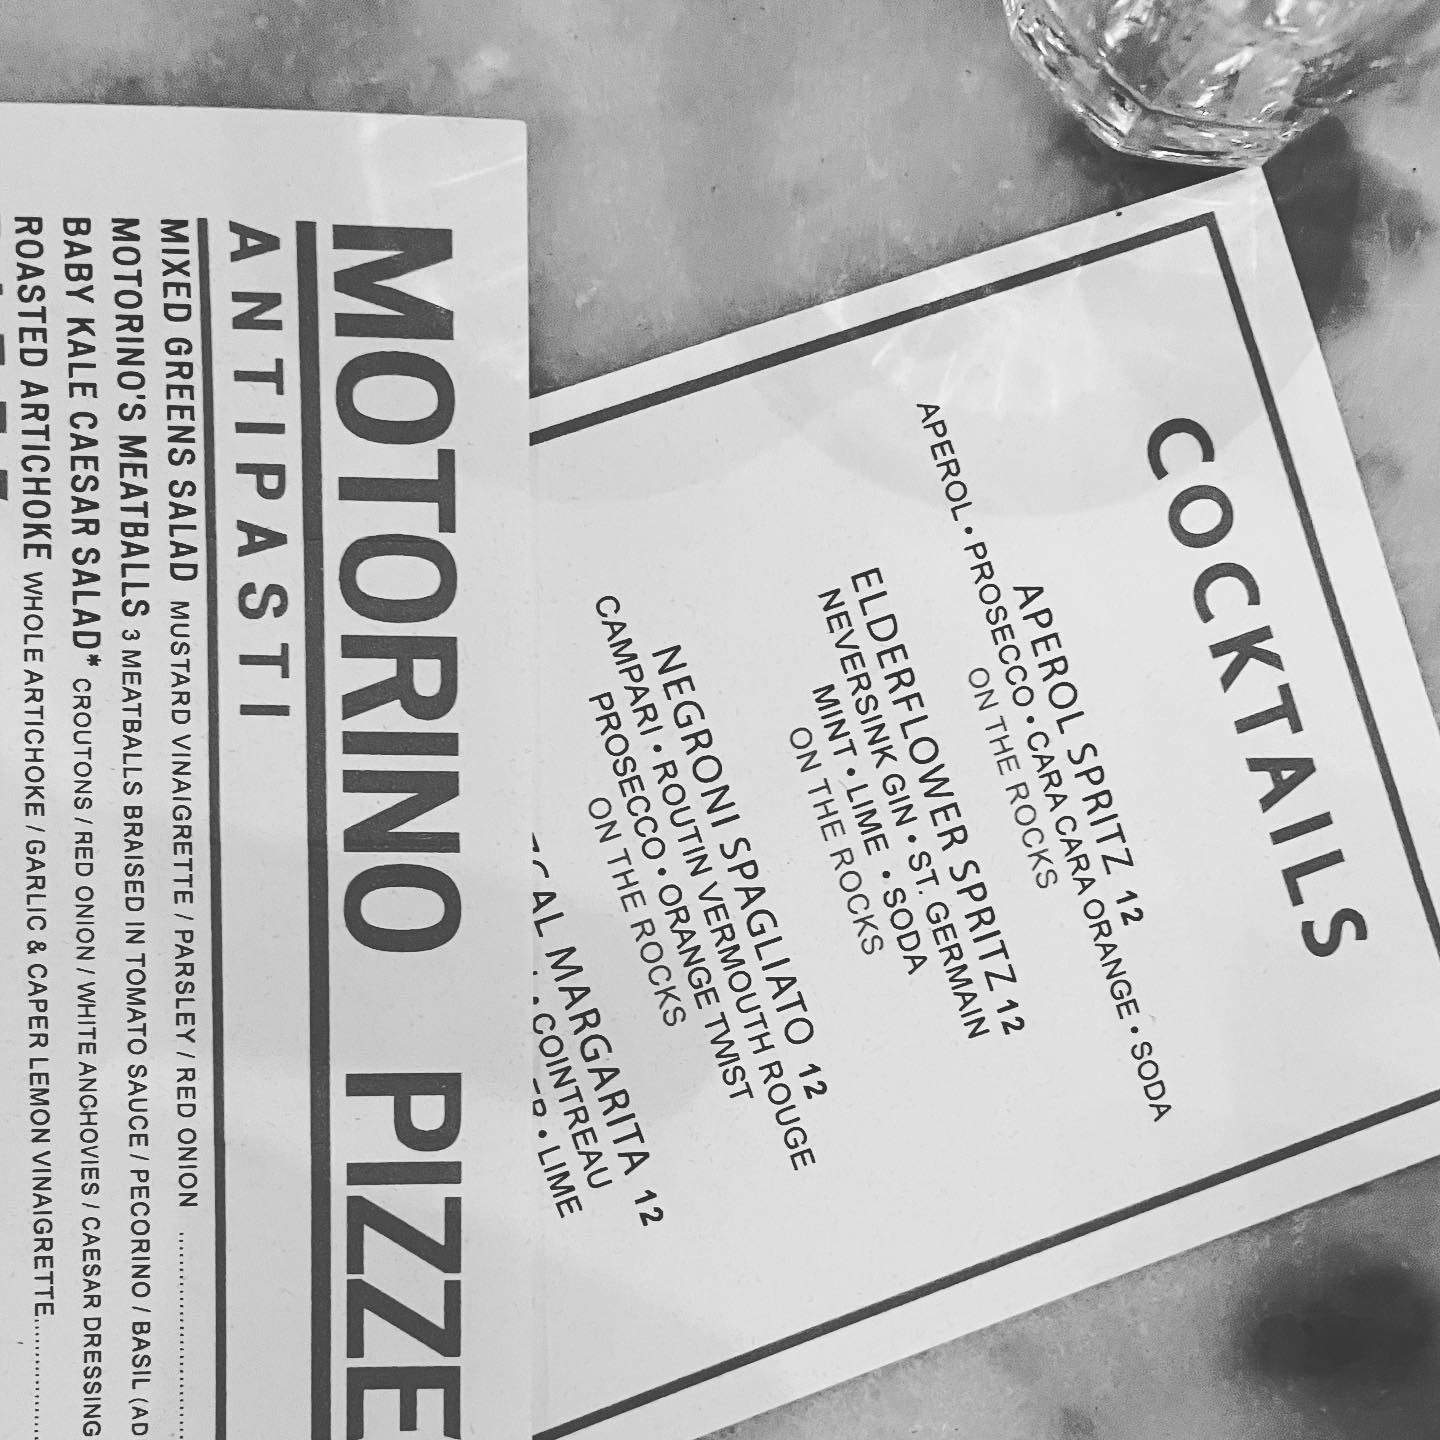 MOTORINO PIZZE
ANTIPASTI
MIXED GREENS SALAD MUSTARD VINAIGRETTE / PARSLEY / RED ONION
MOTORINO'S MEATBALLS 3 MEATBALLS BRAISED IN TOMATO SAUCE / PECORINO / BASIL (AD
BABY KALE CAESAR SALAD* CROUTONS / RED ONION / WHITE ANCHOVIES / CAESAR DRESSING
ROASTED ARTICHOKE WHOLE ARTICHOKE / GARLIC & CAPER LEMON VINAIGRETTE
COCKTAILS
APEROL SPRITZ 12
APEROL • PROSECCO • CARA CARA ORANGE • SODA
ON THE ROCKS
ELDERFLOWER SPRITZ 12
NEVERSINK GIN • ST. GERMAIN
MINT • LIME • SODA
ON THE ROCKS
NEGRONI SPAGLIATO 12
CAMPARI • ROUTIN VERMOUTH ROUGE
PROSECCO • ORANGE TWIST
ON THE ROCKS
MARGARITA 12
• COINTREAU
• LIME